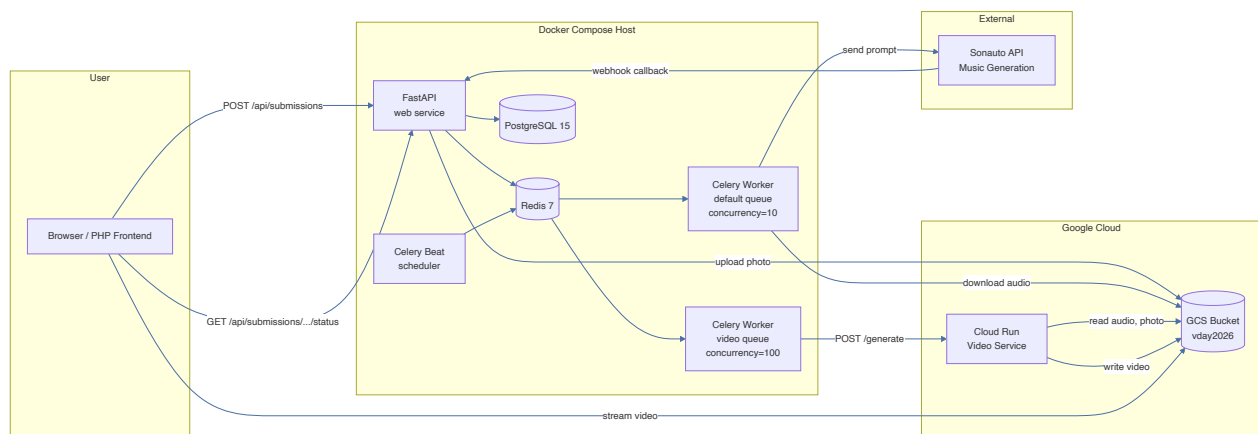 User
Browser / PHP Frontend
POST /api/submissions
GET /api/submissions/.../status
Docker Compose Host
FastAPI
web service
PostgreSQL 15
Redis 7
Celery Beat
scheduler
Celery Worker
default queue
concurrency=10
Celery Worker
video queue
concurrency=100
send prompt
webhook callback
upload photo
download audio
POST /generate
stream video
External
Sonauto API
Music Generation
Google Cloud
Cloud Run
Video Service
read audio, photo
write video
GCS Bucket
vday2026